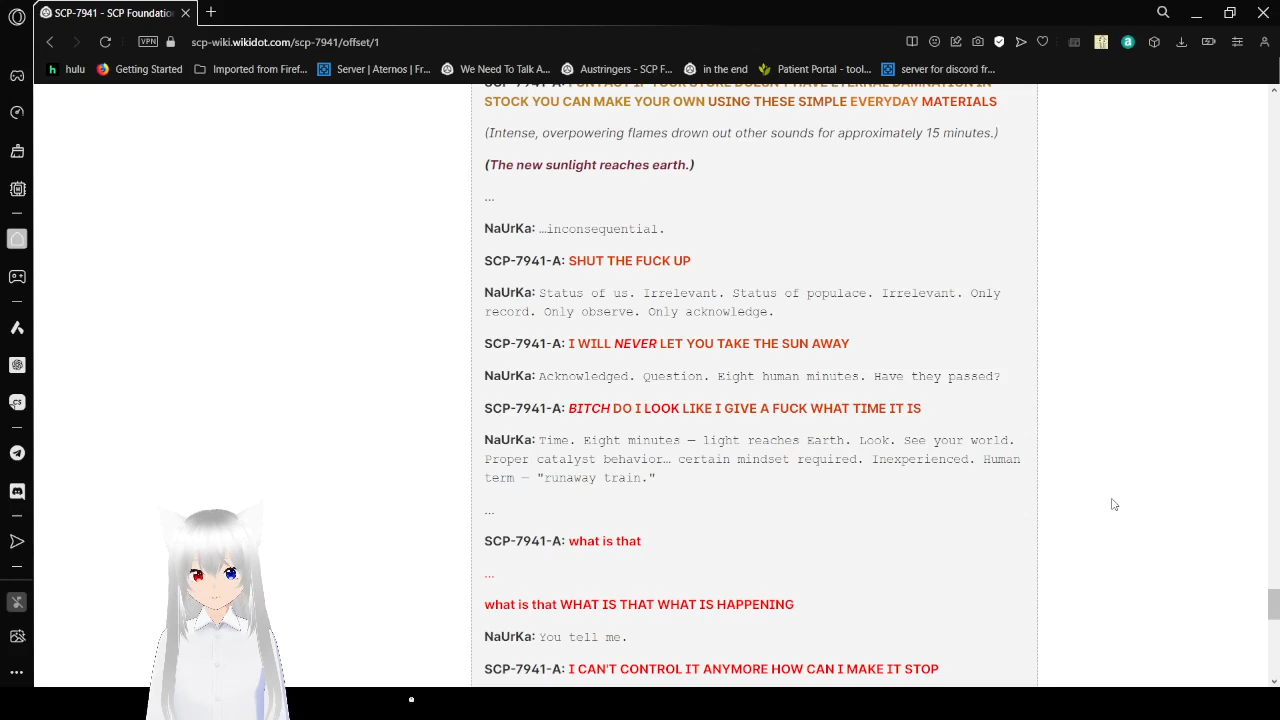 SCP-7941 - SCP Foundatio
scp-wiki.wikidot.com/scp-7941/offset/1
VPN
hulu
Getting Started
Imported from Firef...
Server | Aternos | Fr...
We Need To Talk A...
Austringers - SCP F...
in the end
Patient Portal - tool...
server for discord fr...
STOCK YOU CAN MAKE YOUR OWN USING THESE SIMPLE EVERYDAY MATERIALS
(Intense, overpowering flames drown out other sounds for approximately 15 minutes.)
(The new sunlight reaches earth.)
...
NaUrKa: …inconsequential.
SCP-7941-A: SHUT THE FUCK UP
NaUrKa: Status of us. Irrelevant. Status of populace. Irrelevant. Only
record. Only observe. Only acknowledge.
SCP-7941-A: I WILL NEVER LET YOU TAKE THE SUN AWAY
NaUrKa: Acknowledged. Question. Eight human minutes. Have they passed?
SCP-7941-A: BITCH DO I LOOK LIKE I GIVE A FUCK WHAT TIME IT IS
NaUrKa: Time. Eight minutes — light reaches Earth. Look. See your world.
Proper catalyst behavior… certain mindset required. Inexperienced. Human
term — "runaway train."
...
SCP-7941-A: what is that
...
what is that WHAT IS THAT WHAT IS HAPPENING
NaUrKa: You tell me.
SCP-7941-A: I CAN'T CONTROL IT ANYMORE HOW CAN I MAKE IT STOP